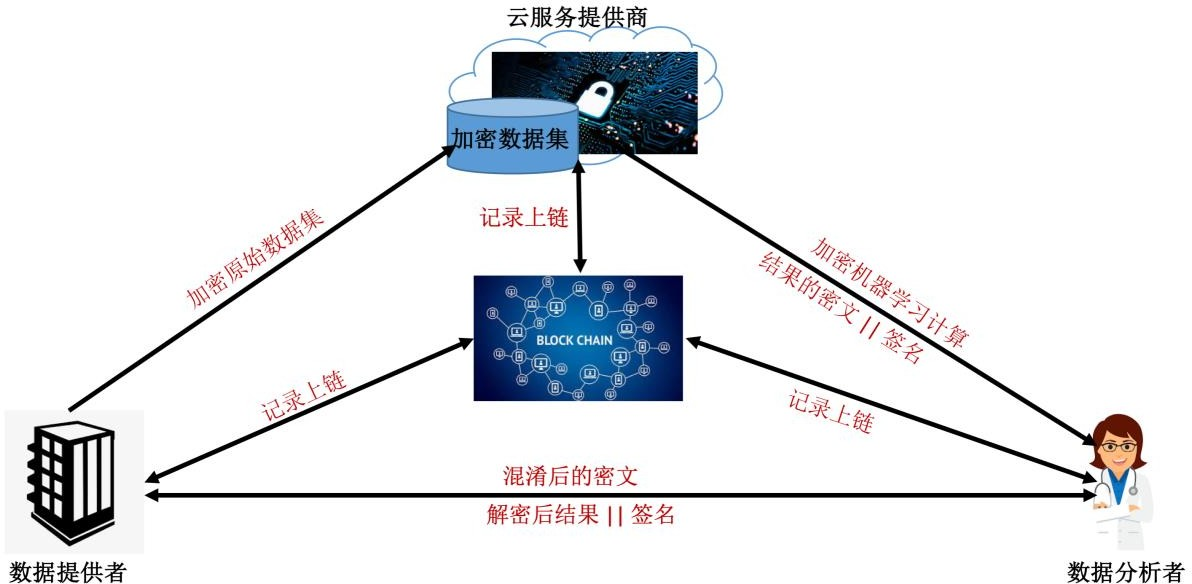 云服务提供商
加密数据集
记录上链
加密原始数据集
加密机器学习计算
结果的密文 || 签名
BLOCK CHAIN
记录上链
记录上链
混淆后的密文
解密后结果 || 签名
数据提供者
数据分析者